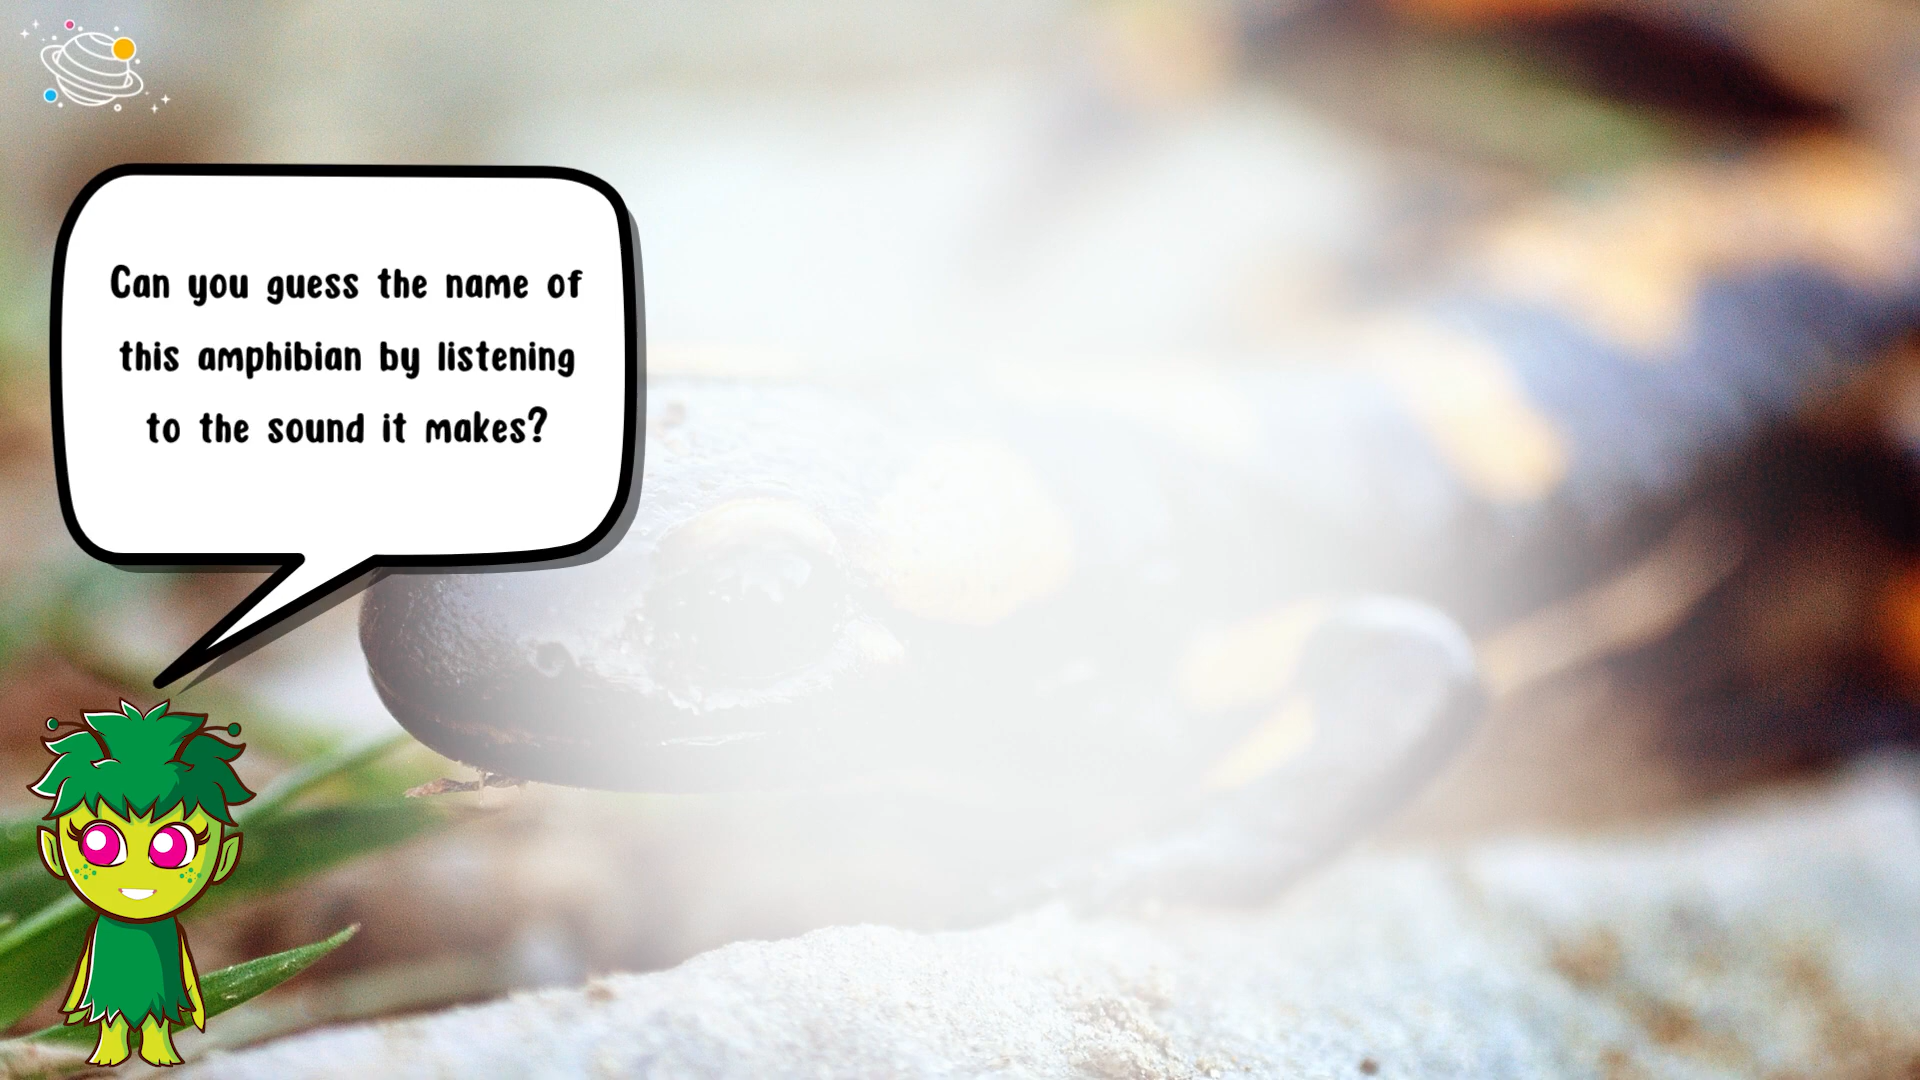 Can you guess the name of
this amphibian by listening
to the sound it makes?